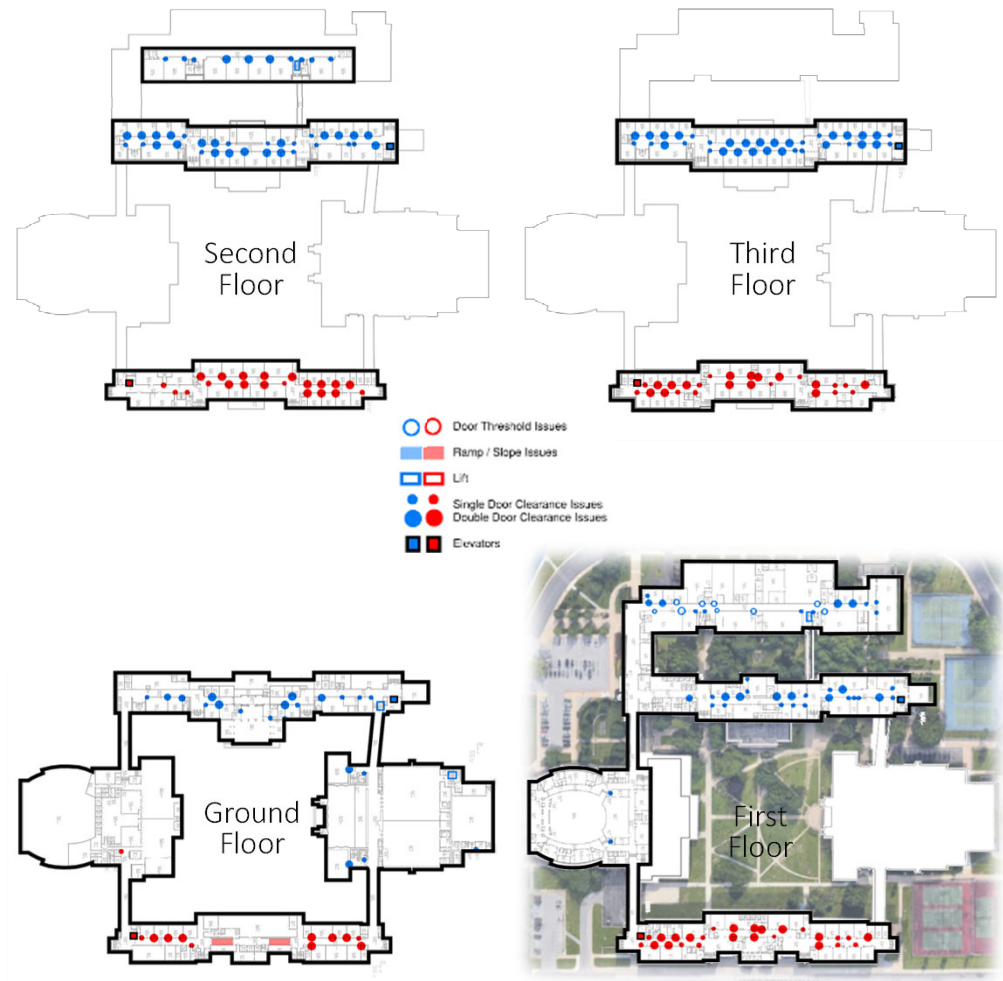 Second
Floor
Third
Floor
Door Threshold Issues
Ramp / Slope Issues
Lift
Single Door Clearance Issues
Double Door Clearance Issues
Elevators
Ground
Floor
First
Floor